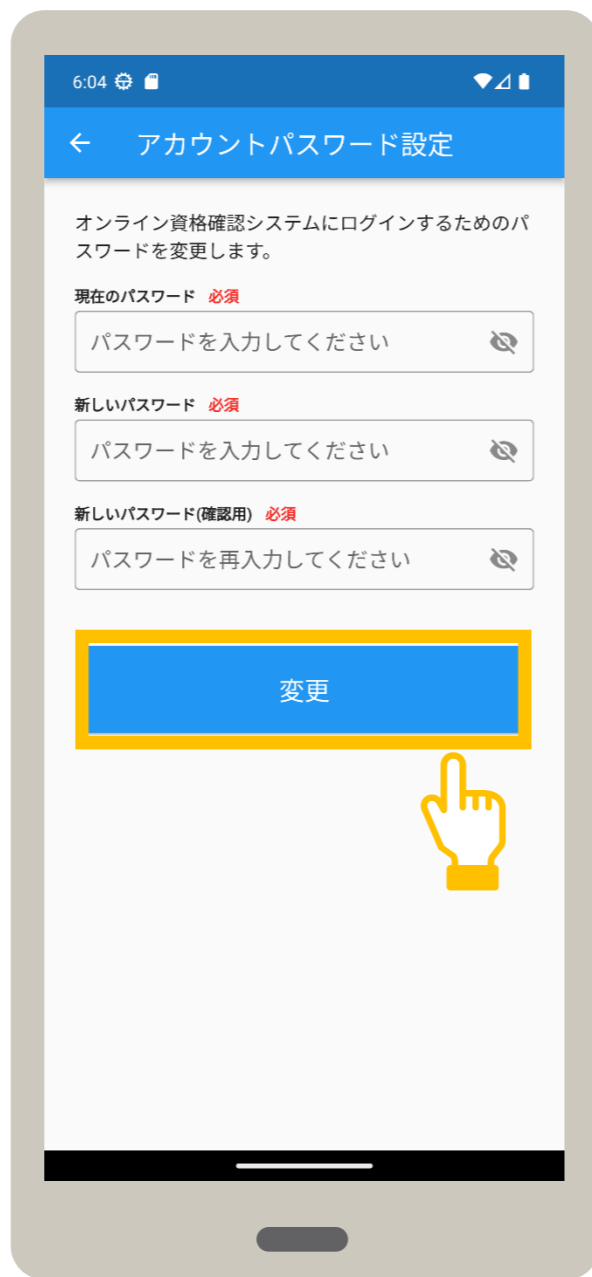 6:04
アカウントパスワード設定
オンライン資格確認システムにログインするためのパ
スワードを変更します。
現在のパスワード 必須
パスワードを入力してください
新しいパスワード 必須
パスワードを入力してください
新しいパスワード(確認用) 必須
パスワードを再入力してください
変更